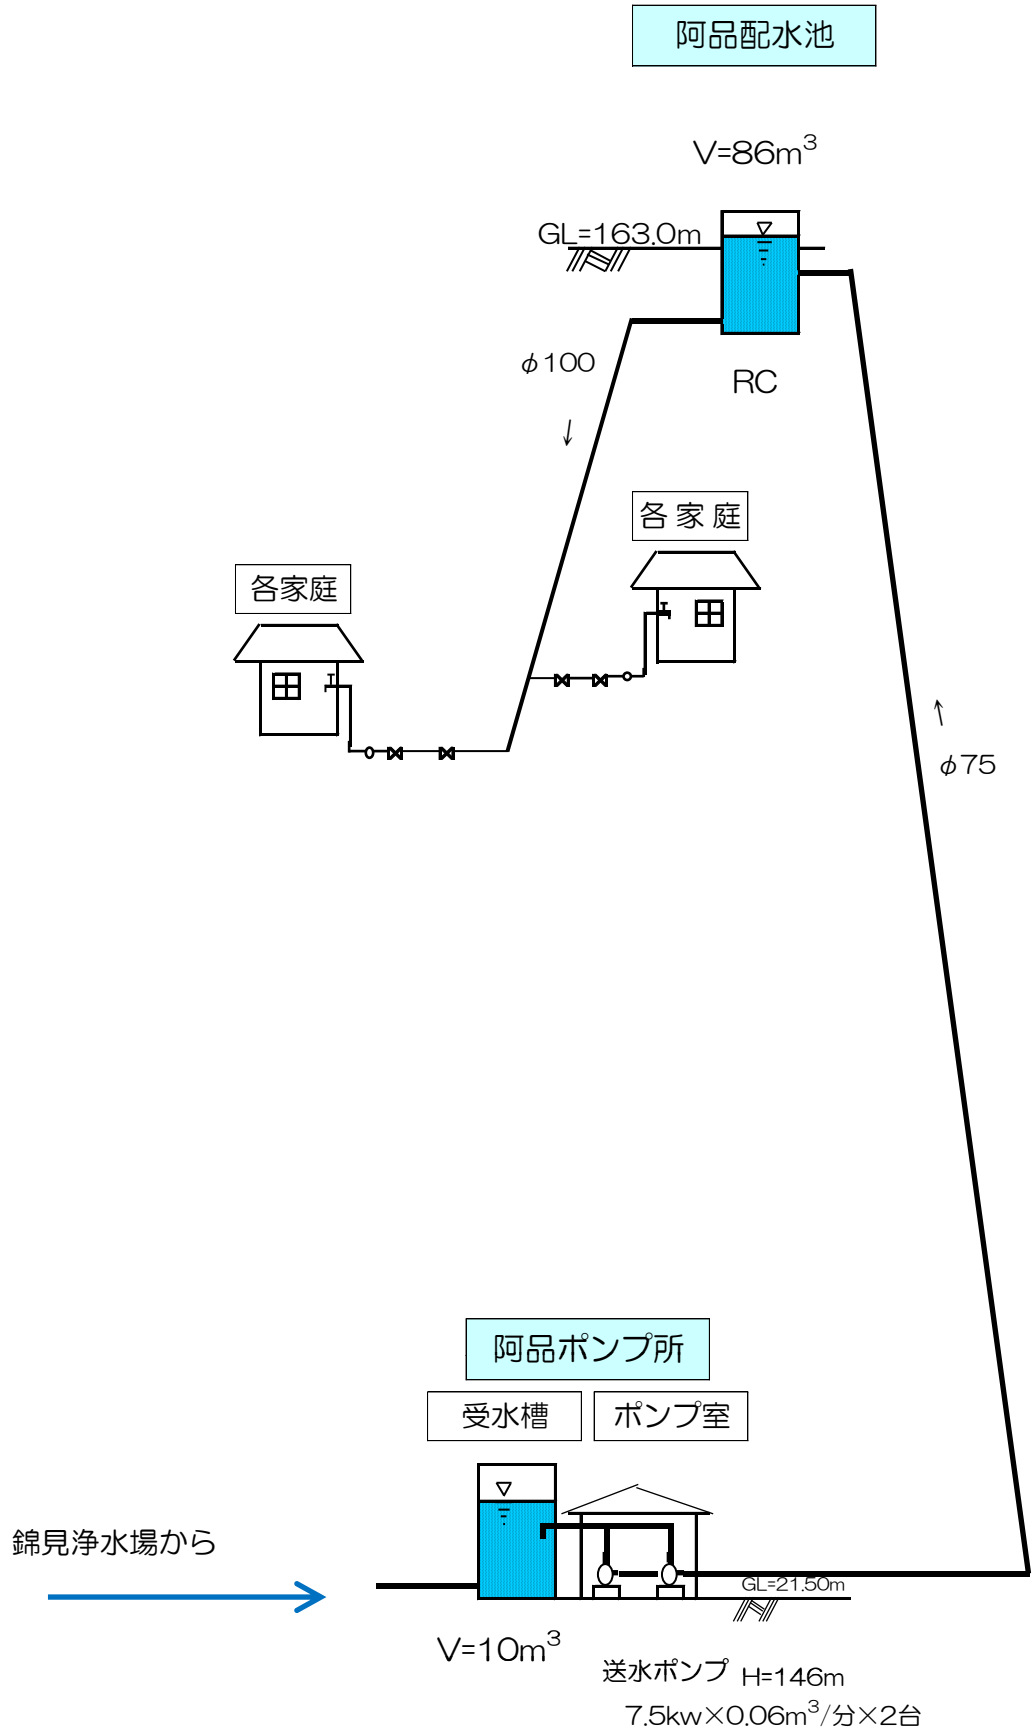 阿品配水池
V=86m³
GL=163.0m
φ100
RC
↓
各家庭
各家庭
↑
φ75
阿品ポンプ所
受水槽
ポンプ室
錦見浄水場から
GL=21.50m
V=10m³
送水ポンプ H=146m
7.5kw×0.06m³/分×2台